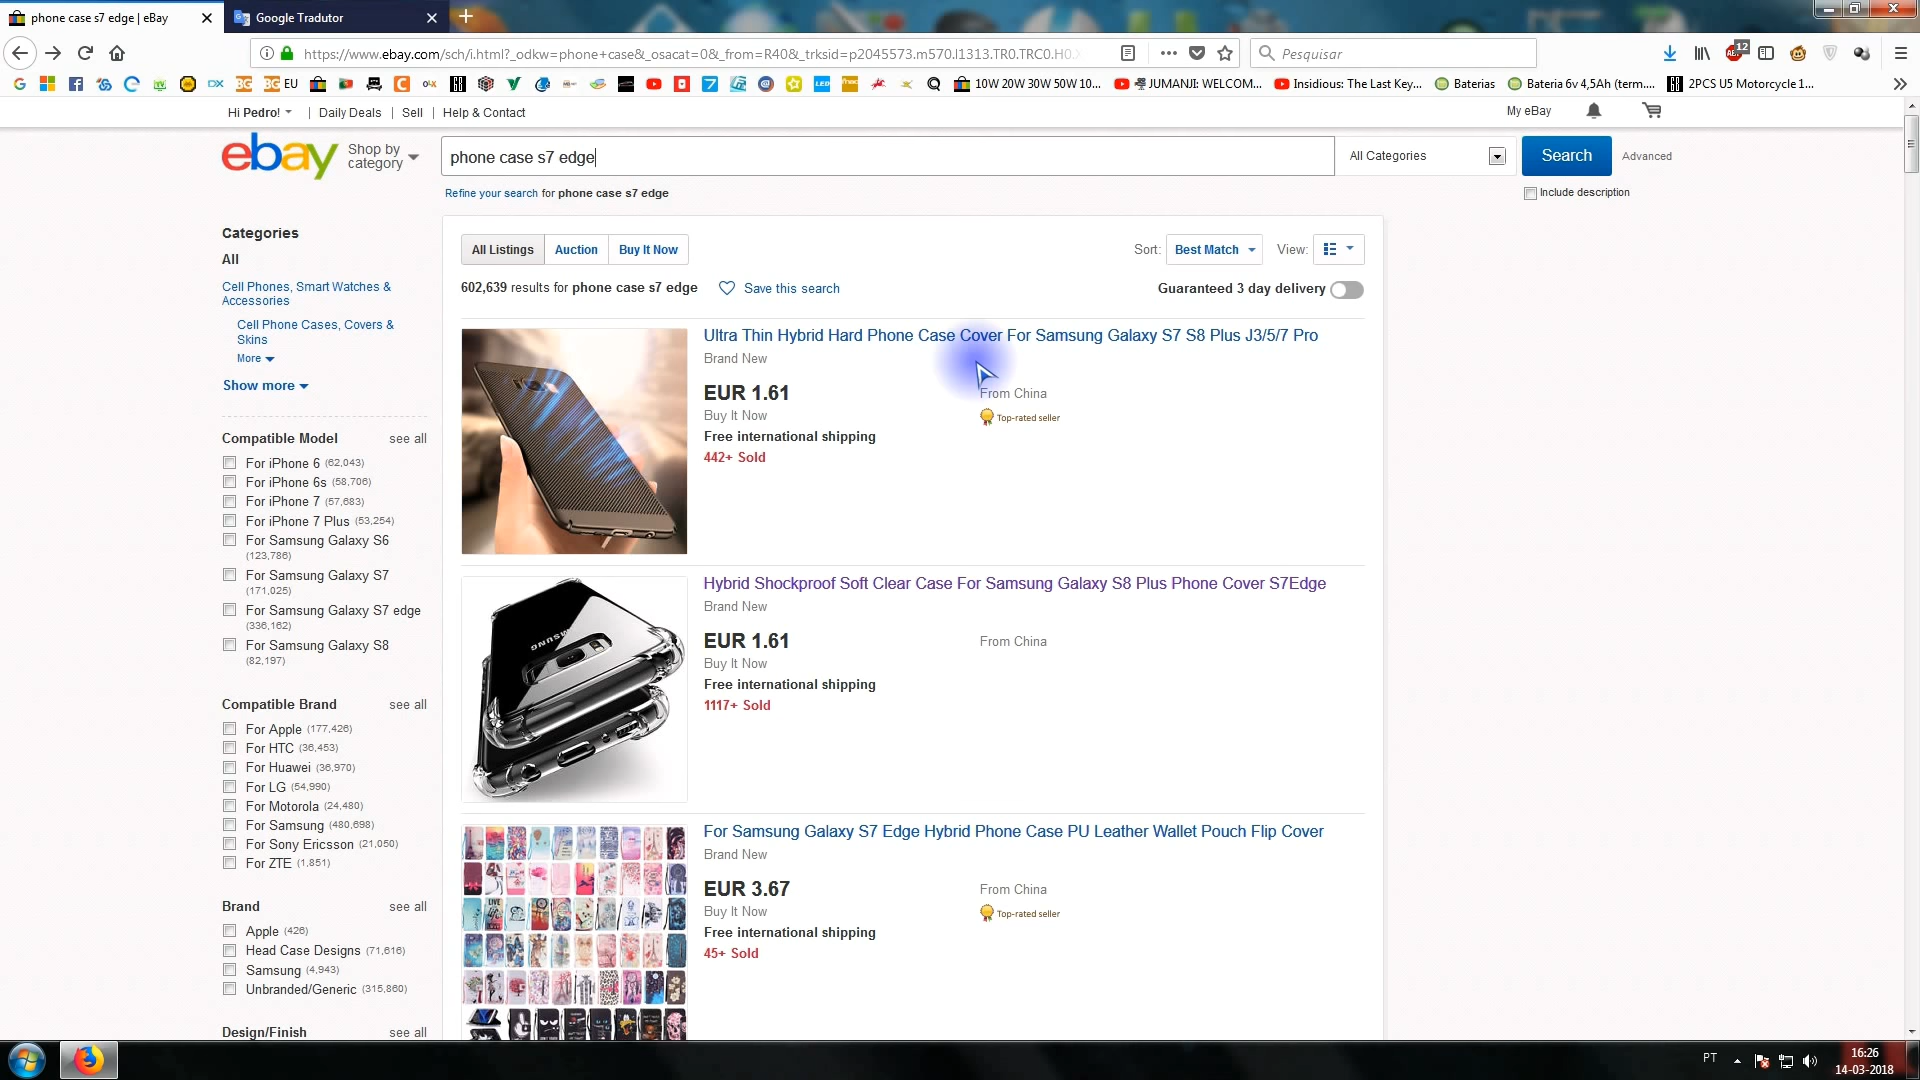 phone case s7 edge | eBay
Google Tradutor
https://www.ebay.com/sch/i.html?_odkw=phone+case&_osacat=0&_from=R40&_trksid=p2045573.m570.l1313.TR0.TRC0.H0.
Pesquisar
12
EU
10W 20W 30W 50W 10...
JUMANJI: WELCOM...
Insidious: The Last Key...
Baterias
Bateria 6v 4,5Ah (term....
2PCS U5 Motorcycle 1...
Hi Pedro!
Daily Deals
Sell
Help & Contact
My eBay
ebay
Shop by category
phone case s7 edge
All Categories
Search
Advanced
Refine your search for phone case s7 edge
Include description
Categories
All
Cell Phones, Smart Watches &
Accessories
Cell Phone Cases, Covers &
Skins
More
Show more
Compatible Model see all
For iPhone 6 (62,043)
For iPhone 6s (58,706)
For iPhone 7 (57,683)
For iPhone 7 Plus (53,254)
For Samsung Galaxy S6
(123,786)
For Samsung Galaxy S7
(171,025)
For Samsung Galaxy S7 edge
(336,162)
For Samsung Galaxy S8
(82,197)
Compatible Brand see all
For Apple (177,426)
For HTC (36,453)
For Huawei (36,970)
For LG (54,990)
For Motorola (24,480)
For Samsung (480,698)
For Sony Ericsson (21,050)
For ZTE (1,851)
Brand see all
Apple (426)
Head Case Designs (71,616)
Samsung (4,943)
Unbranded/Generic (315,860)
Design/Finish see all
All Listings
Auction
Buy It Now
Sort: Best Match
View:
602,639 results for phone case s7 edge
Save this search
Guaranteed 3 day delivery
Ultra Thin Hybrid Hard Phone Case Cover For Samsung Galaxy S7 S8 Plus J3/5/7 Pro
Brand New
EUR 1.61
From China
Buy It Now
Top-rated seller
Free international shipping
442+ Sold
SAMSUNG
Hybrid Shockproof Soft Clear Case For Samsung Galaxy S8 Plus Phone Cover S7Edge
Brand New
EUR 1.61
From China
Buy It Now
Free international shipping
1117+ Sold
For Samsung Galaxy S7 Edge Hybrid Phone Case PU Leather Wallet Pouch Flip Cover
Brand New
EUR 3.67
From China
Buy It Now
Top-rated seller
Free international shipping
45+ Sold
PT
16:26
14-03-2018